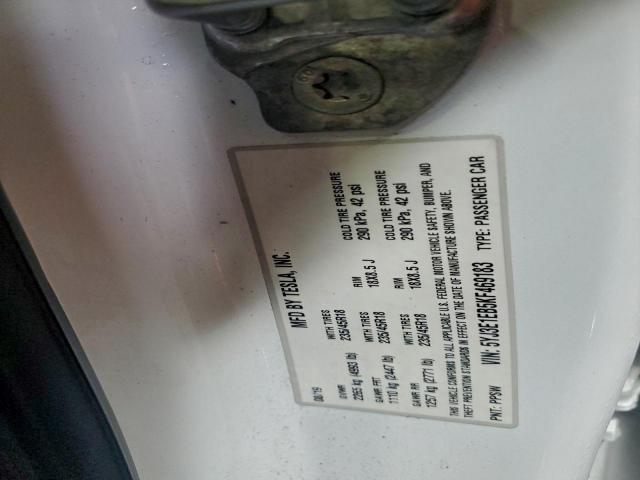 MFD BY TESLA, INC.
08/19
GVWR WITH TIRES RIM COLD TIRE PRESSURE
2265 kg (4993 lb) 235/45R18 18X8.5 J 290 kPa, 42 psi
GAWR FRT WITH TIRES RIM COLD TIRE PRESSURE
1110 kg (2447 lb) 235/45R18 18X8.5 J 290 kPa, 42 psi
GAWR RR WITH TIRES
1257 kg (2771 lb) 235/45R18
THIS VEHICLE CONFORMS TO ALL APPLICABLE U.S. FEDERAL MOTOR VEHICLE SAFETY, BUMPER, AND
THEFT PREVENTION STANDARDS IN EFFECT ON THE DATE OF MANUFACTURE SHOWN ABOVE.
PNT: PPSW VIN: 5YJ3E1EB5KF469183 TYPE: PASSENGER CAR